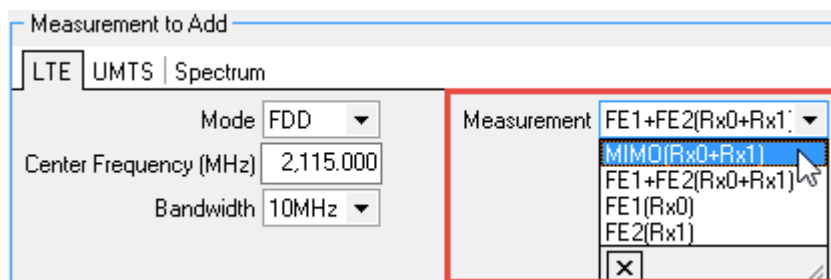 Measurement to Add
LTE UMTS Spectrum
Mode FDD Measurement FE1+FE2(Rx0+Rx1)
MIMO(Rx0+Rx1)
Center Frequency (MHz) 2,115.000 FE1+FE2(Rx0+Rx1)
Bandwidth 10MHz FE1(Rx0)
FE2(Rx1)